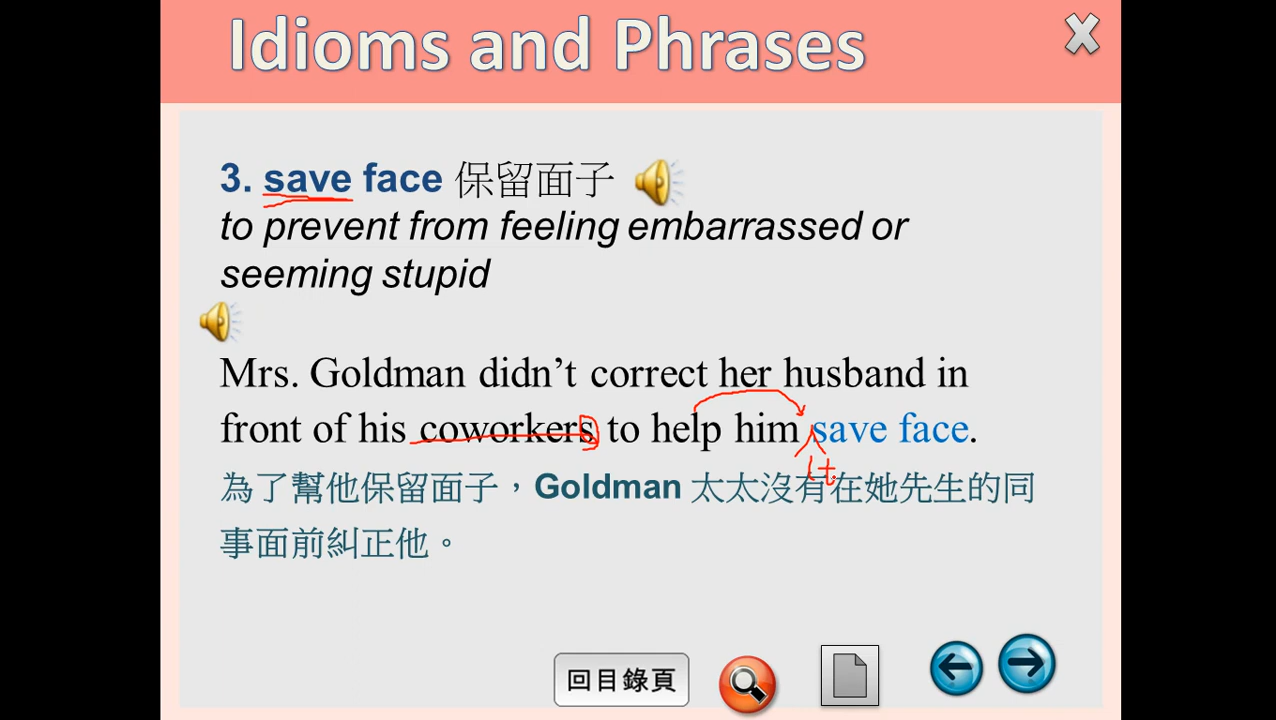 Idioms and Phrases
3. save face 保留面子
to prevent from feeling embarrassed or
seeming stupid
Mrs. Goldman didn't correct her husband in
front of his coworkers to help him save face.
為了幫他保留面子，Goldman 太太沒有在她先生的同
事面前糾正他。
回目錄頁